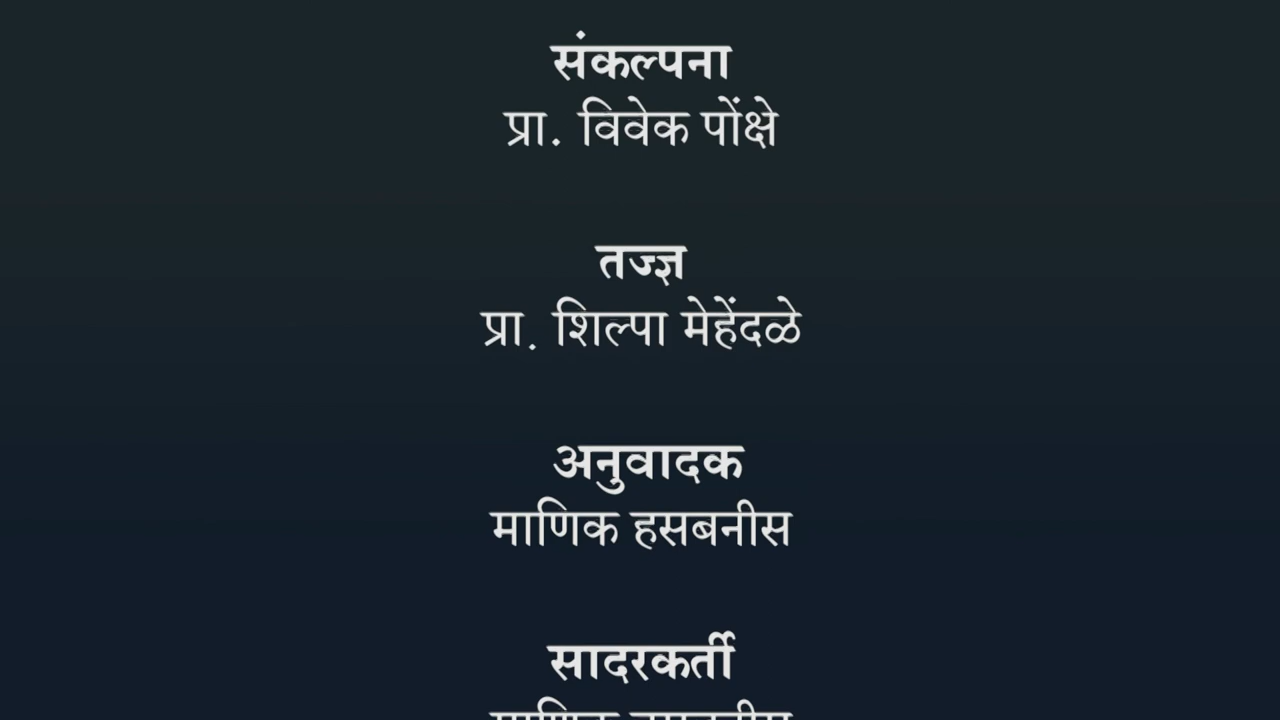 संकल्पना
प्रा. विवेक पोंक्षे
तज्ज्ञ
प्रा. शिल्पा मेहेंदळे
अनुवादक
माणिक हसबनीस
सादरकर्ती